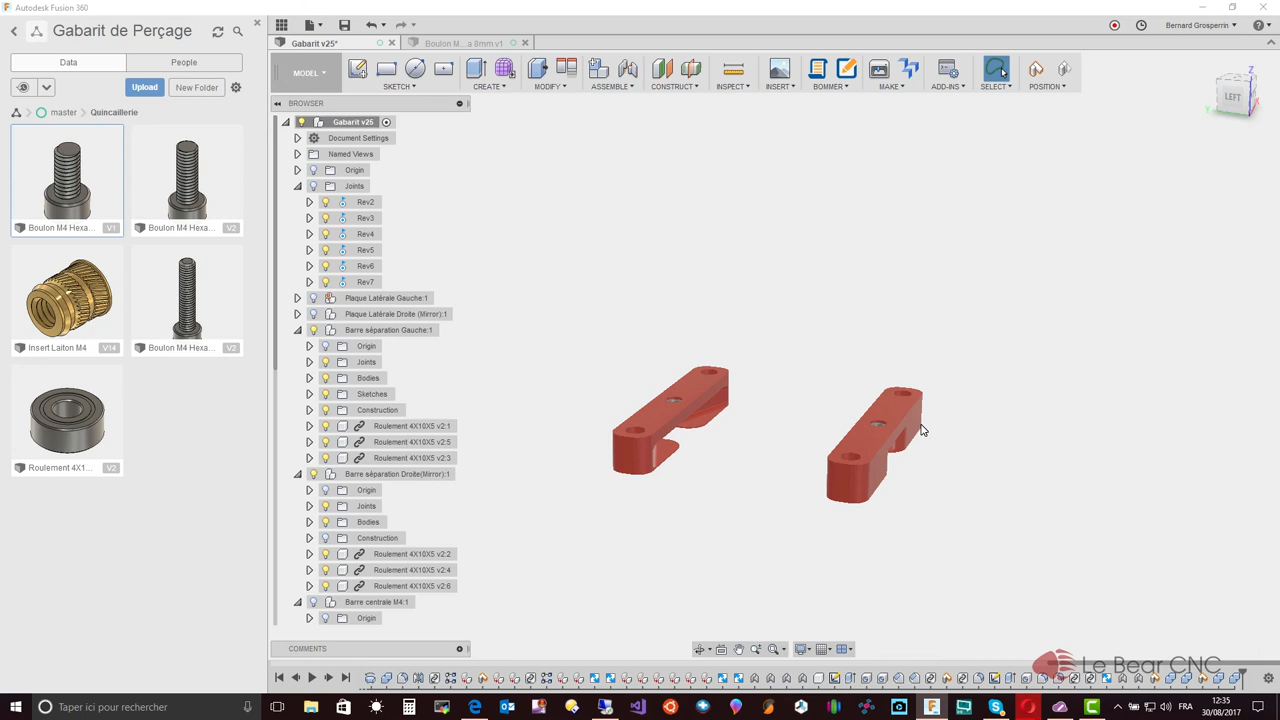 Autodesk Fusion 360
Gabarit de Perçage
Data
People
Upload
New Folder
master
Quincaillerie
Boulon M4 Hexa... V1
Boulon M4 Hexa... V2
Insert Laiton M4 V14
Boulon M4 Hexa... V2
Roulement 4X1... V2
Gabarit v25*
Boulon M...a 8mm v1
Bernard Grosperrin
MODEL
SKETCH
CREATE
MODIFY
ASSEMBLE
CONSTRUCT
INSPECT
INSERT
BOMMER
MAKE
ADD-INS
SELECT
POSITION
LEFT
Z
Y
X
BROWSER
Gabarit v25
Document Settings
Named Views
Origin
Joints
Rev2
Rev3
Rev4
Rev5
Rev6
Rev7
Plaque Latérale Gauche:1
Plaque Latérale Droite (Mirror):1
Barre séparation Gauche:1
Origin
Joints
Bodies
Sketches
Construction
Roulement 4X10X5 v2:1
Roulement 4X10X5 v2:5
Roulement 4X10X5 v2:3
Barre séparation Droite(Mirror):1
Origin
Joints
Bodies
Construction
Roulement 4X10X5 v2:2
Roulement 4X10X5 v2:4
Roulement 4X10X5 v2:6
Barre centrale M4:1
Origin
COMMENTS
Le Bear CNC
Taper ici pour rechercher
FRA
12:35
30/08/2017